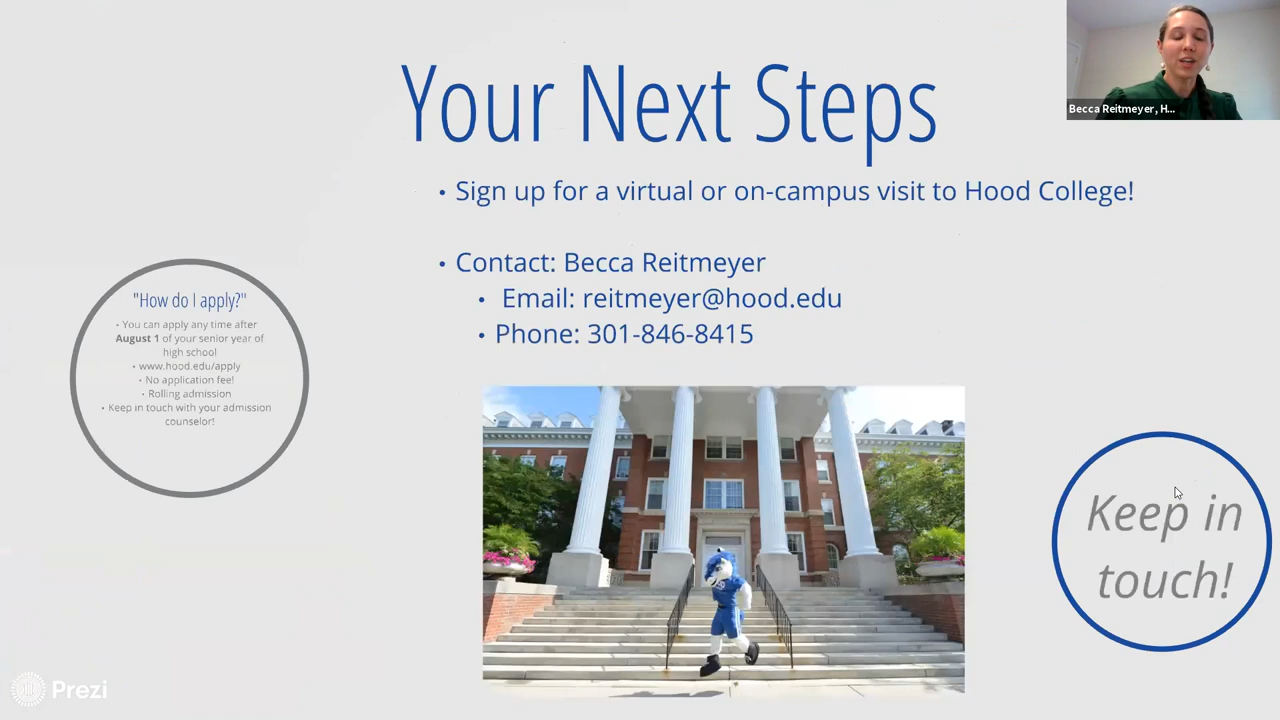 Your Next Steps
• Sign up for a virtual or on-campus visit to Hood College!
• Contact: Becca Reitmeyer
• Email: reitmeyer@hood.edu
• Phone: 301-846-8415
"How do I apply?"
• You can apply any time after
August 1 of your senior year of
high school
• www.hood.edu/apply
• No application fee!
• Rolling admission
• Keep in touch with your admission
counselor!
Keep in
touch!
Becca Reitmeyer, H...
Prezi